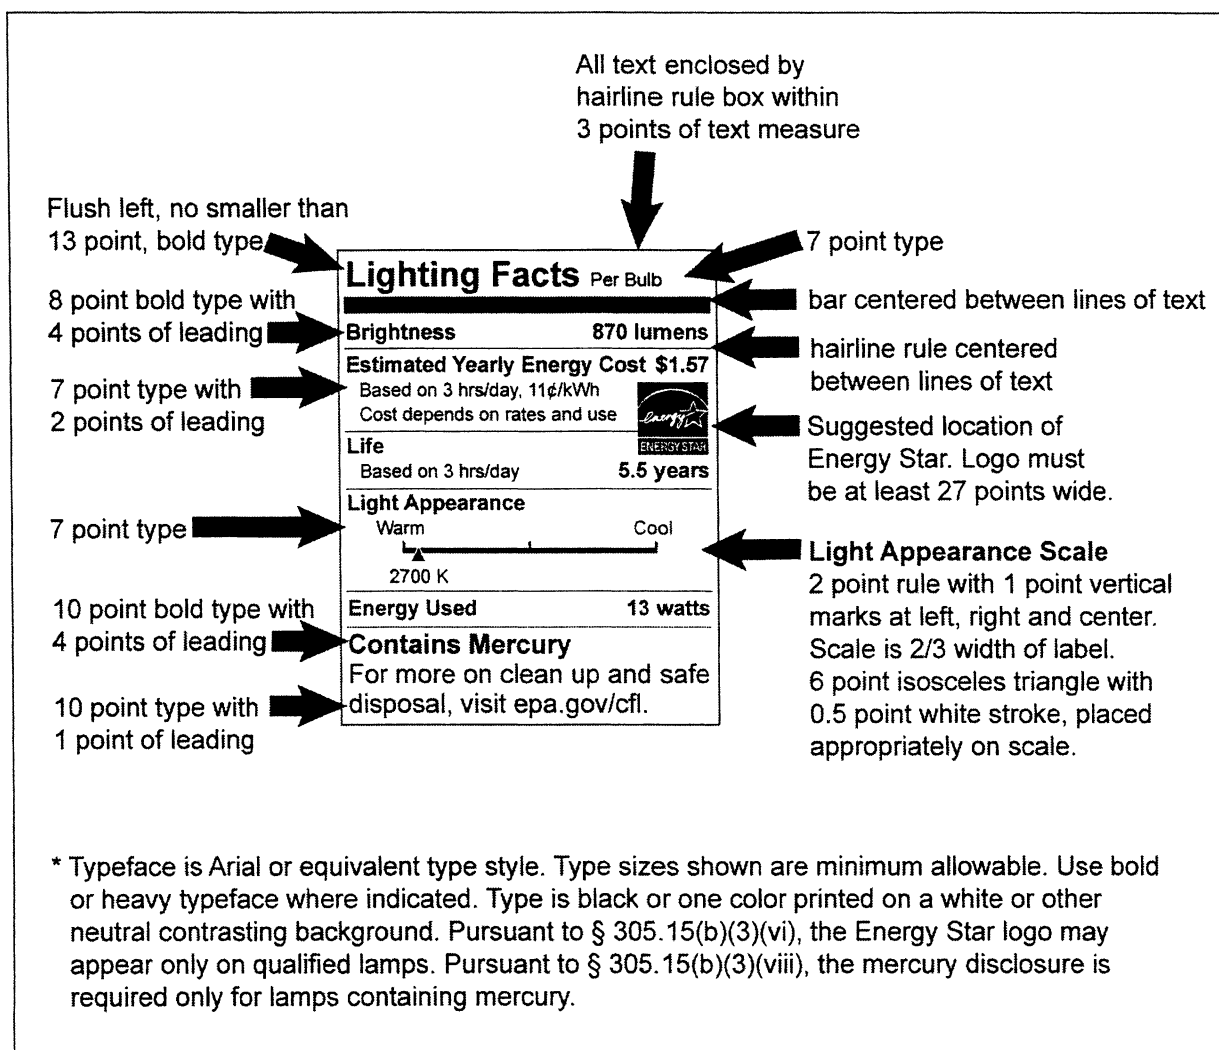 All text enclosed by
hairline rule box within
3 points of text measure
Flush left, no smaller than
13 point, bold type
7 point type
8 point bold type with
4 points of leading
bar centered between lines of text
hairline rule centered
between lines of text
7 point type with
2 points of leading
Suggested location of
Energy Star. Logo must
be at least 27 points wide.
7 point type
Light Appearance Scale
2 point rule with 1 point vertical
marks at left, right and center.
Scale is 2/3 width of label.
6 point isosceles triangle with
0.5 point white stroke, placed
appropriately on scale.
10 point bold type with
4 points of leading
10 point type with
1 point of leading
Lighting Facts Per Bulb
Brightness 870 lumens
Estimated Yearly Energy Cost $1.57
Based on 3 hrs/day, 11¢/kWh
Cost depends on rates and use
energy
ENERGY STAR
Life
Based on 3 hrs/day 5.5 years
Light Appearance
Warm Cool
2700 K
Energy Used 13 watts
Contains Mercury
For more on clean up and safe
disposal, visit epa.gov/cfl.
* Typeface is Arial or equivalent type style. Type sizes shown are minimum allowable. Use bold
or heavy typeface where indicated. Type is black or one color printed on a white or other
neutral contrasting background. Pursuant to § 305.15(b)(3)(vi), the Energy Star logo may
appear only on qualified lamps. Pursuant to § 305.15(b)(3)(viii), the mercury disclosure is
required only for lamps containing mercury.